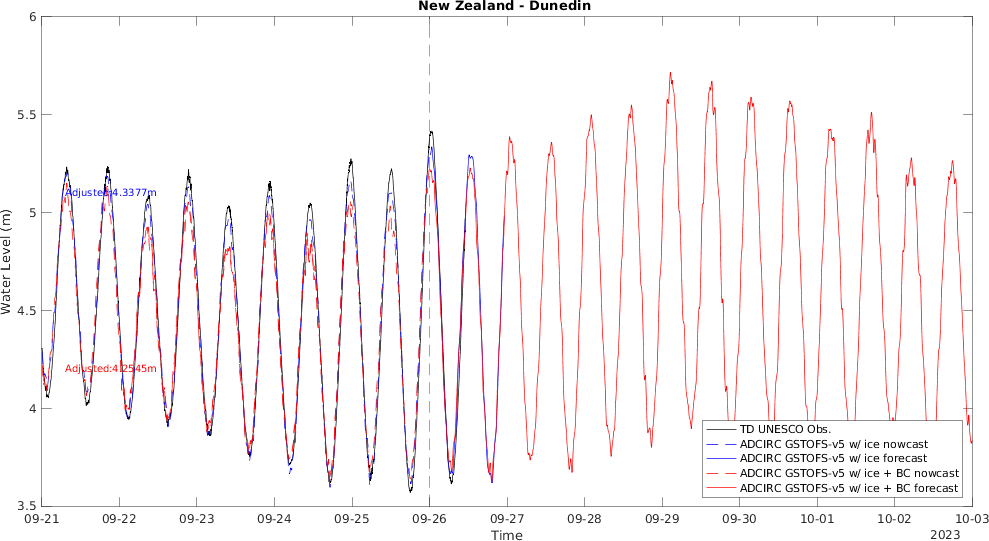 New Zealand - Dunedin
6
5.5
5
4.5
4
3.5
Water Level (m)
Adjusted:4.3377m
Adjusted:4.2545m
TD UNESCO Obs.
ADCIRC GSTOFS-v5 w/ ice nowcast
ADCIRC GSTOFS-v5 w/ ice forecast
ADCIRC GSTOFS-v5 w/ ice + BC nowcast
ADCIRC GSTOFS-v5 w/ ice + BC forecast
09-21 09-22 09-23 09-24 09-25 09-26 09-27 09-28 09-29 09-30 10-01 10-02 10-03
Time
2023